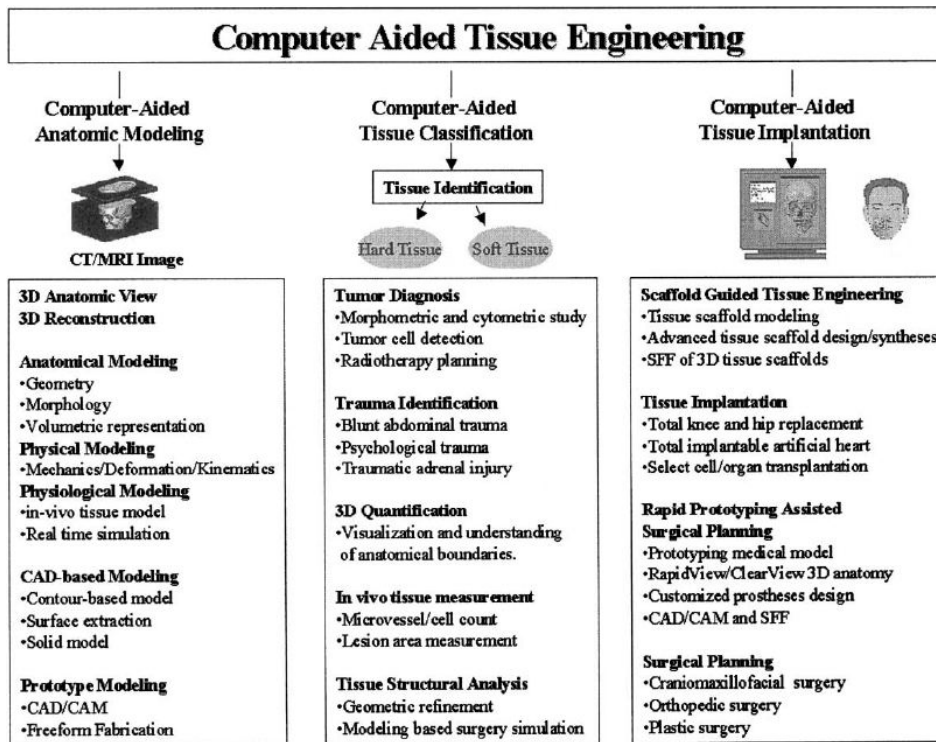 Computer Aided Tissue Engineering
Computer-Aided
Anatomic Modeling
CT/MRI Image
3D Anatomic View
3D Reconstruction
Anatomical Modeling
•Geometry
•Morphology
•Volumetric representation
Physical Modeling
•Mechanics/Deformation/Kinematics
Physiological Modeling
•in-vivo tissue model
•Real time simulation
CAD-based Modeling
•Contour-based model
•Surface extraction
•Solid model
Prototype Modeling
•CAD/CAM
•Freeform Fabrication
Computer-Aided
Tissue Classification
Tissue Identification
Hard Tissue
Soft Tissue
Tumor Diagnosis
•Morphometric and cytometric study
•Tumor cell detection
•Radiotherapy planning
Trauma Identification
•Blunt abdominal trauma
•Psychological trauma
•Traumatic adrenal injury
3D Quantification
•Visualization and understanding
of anatomical boundaries.
In vivo tissue measurement
•Microvessel/cell count
•Lesion area measurement
Tissue Structural Analysis
•Geometric refinement
•Modeling based surgery simulation
Computer-Aided
Tissue Implantation
Scaffold Guided Tissue Engineering
•Tissue scaffold modeling
•Advanced tissue scaffold design/syntheses
•SFF of 3D tissue scaffolds
Tissue Implantation
•Total knee and hip replacement
•Total implantable artificial heart
•Select cell/organ transplantation
Rapid Prototyping Assisted
Surgical Planning
•Prototyping medical model
•RapidView/ClearView 3D anatomy
•Customized prostheses design
•CAD/CAM and SFF
Surgical Planning
•Craniomaxillofacial surgery
•Orthopedic surgery
•Plastic surgery